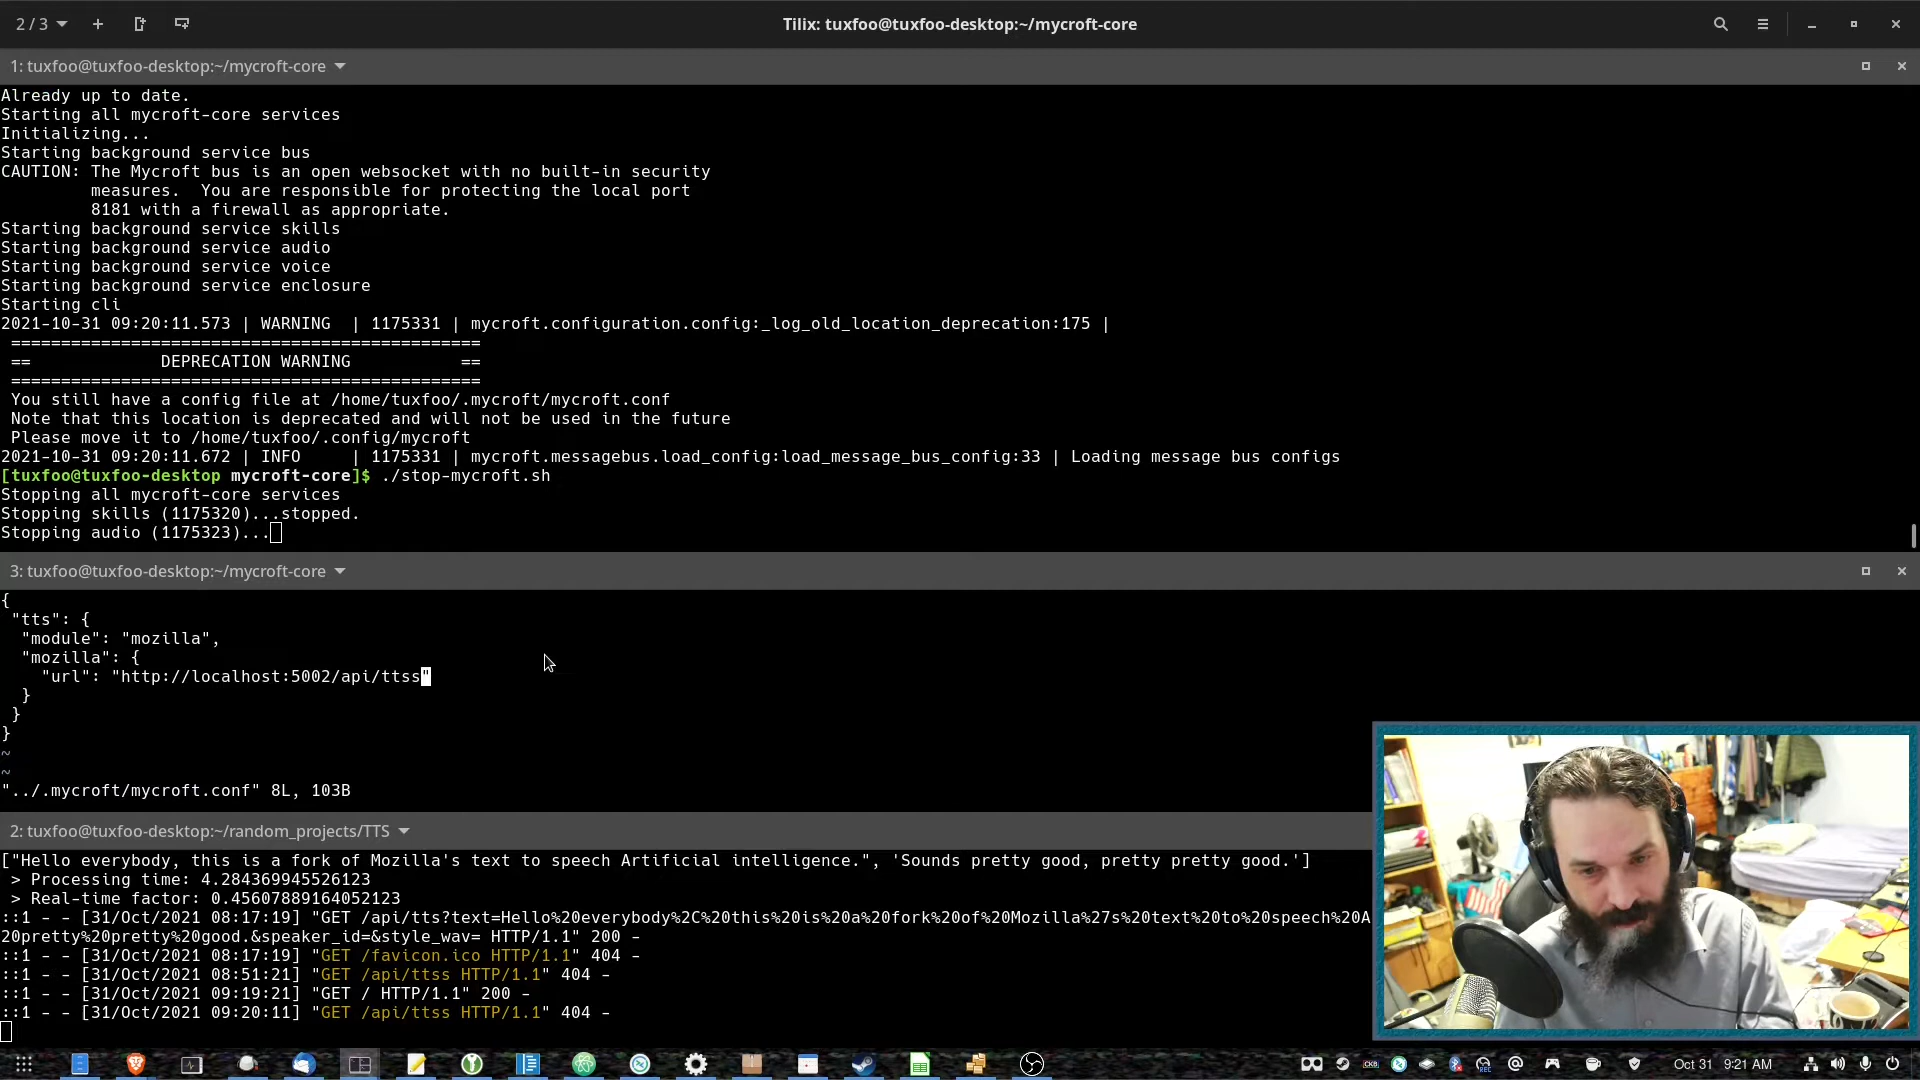 2 / 3
Tilix: tuxfoo@tuxfoo-desktop:~/mycroft-core
1: tuxfoo@tuxfoo-desktop:~/mycroft-core
Already up to date.
Starting all mycroft-core services
Initializing...
Starting background service bus
CAUTION: The Mycroft bus is an open websocket with no built-in security
measures.  You are responsible for protecting the local port
8181 with a firewall as appropriate.
Starting background service skills
Starting background service audio
Starting background service voice
Starting background service enclosure
Starting cli
2021-10-31 09:20:11.573 | WARNING  | 1175331 | mycroft.configuration.config:_log_old_location_deprecation:175 |
===============================================
==             DEPRECATION WARNING           ==
===============================================
You still have a config file at /home/tuxfoo/.mycroft/mycroft.conf
Note that this location is deprecated and will not be used in the future
Please move it to /home/tuxfoo/.config/mycroft
2021-10-31 09:20:11.672 | INFO     | 1175331 | mycroft.messagebus.load_config:load_message_bus_config:33 | Loading message bus configs
[tuxfoo@tuxfoo-desktop mycroft-core]$ ./stop-mycroft.sh
Stopping all mycroft-core services
Stopping skills (1175320)...stopped.
Stopping audio (1175323)...
3: tuxfoo@tuxfoo-desktop:~/mycroft-core
{
"tts": {
"module": "mozilla",
"mozilla": {
"url": "http://localhost:5002/api/ttss"
}
}
}
~
~
"../.mycroft/mycroft.conf" 8L, 103B
2: tuxfoo@tuxfoo-desktop:~/random_projects/TTS
["Hello everybody, this is a fork of Mozilla's text to speech Artificial intelligence.", 'Sounds pretty good, pretty pretty good.']
> Processing time: 4.284369945526123
> Real-time factor: 0.45607889164052123
::1 - - [31/Oct/2021 08:17:19] "GET /api/tts?text=Hello%20everybody%2C%20this%20is%20a%20fork%20of%20Mozilla%27s%20text%20to%20speech%20A
20pretty%20pretty%20good.&speaker_id=&style_wav= HTTP/1.1" 200 -
::1 - - [31/Oct/2021 08:17:19] "GET /favicon.ico HTTP/1.1" 404 -
::1 - - [31/Oct/2021 08:51:21] "GET /api/ttss HTTP/1.1" 404 -
::1 - - [31/Oct/2021 09:19:21] "GET / HTTP/1.1" 200 -
::1 - - [31/Oct/2021 09:20:11] "GET /api/ttss HTTP/1.1" 404 -
Oct 31 9:21 AM